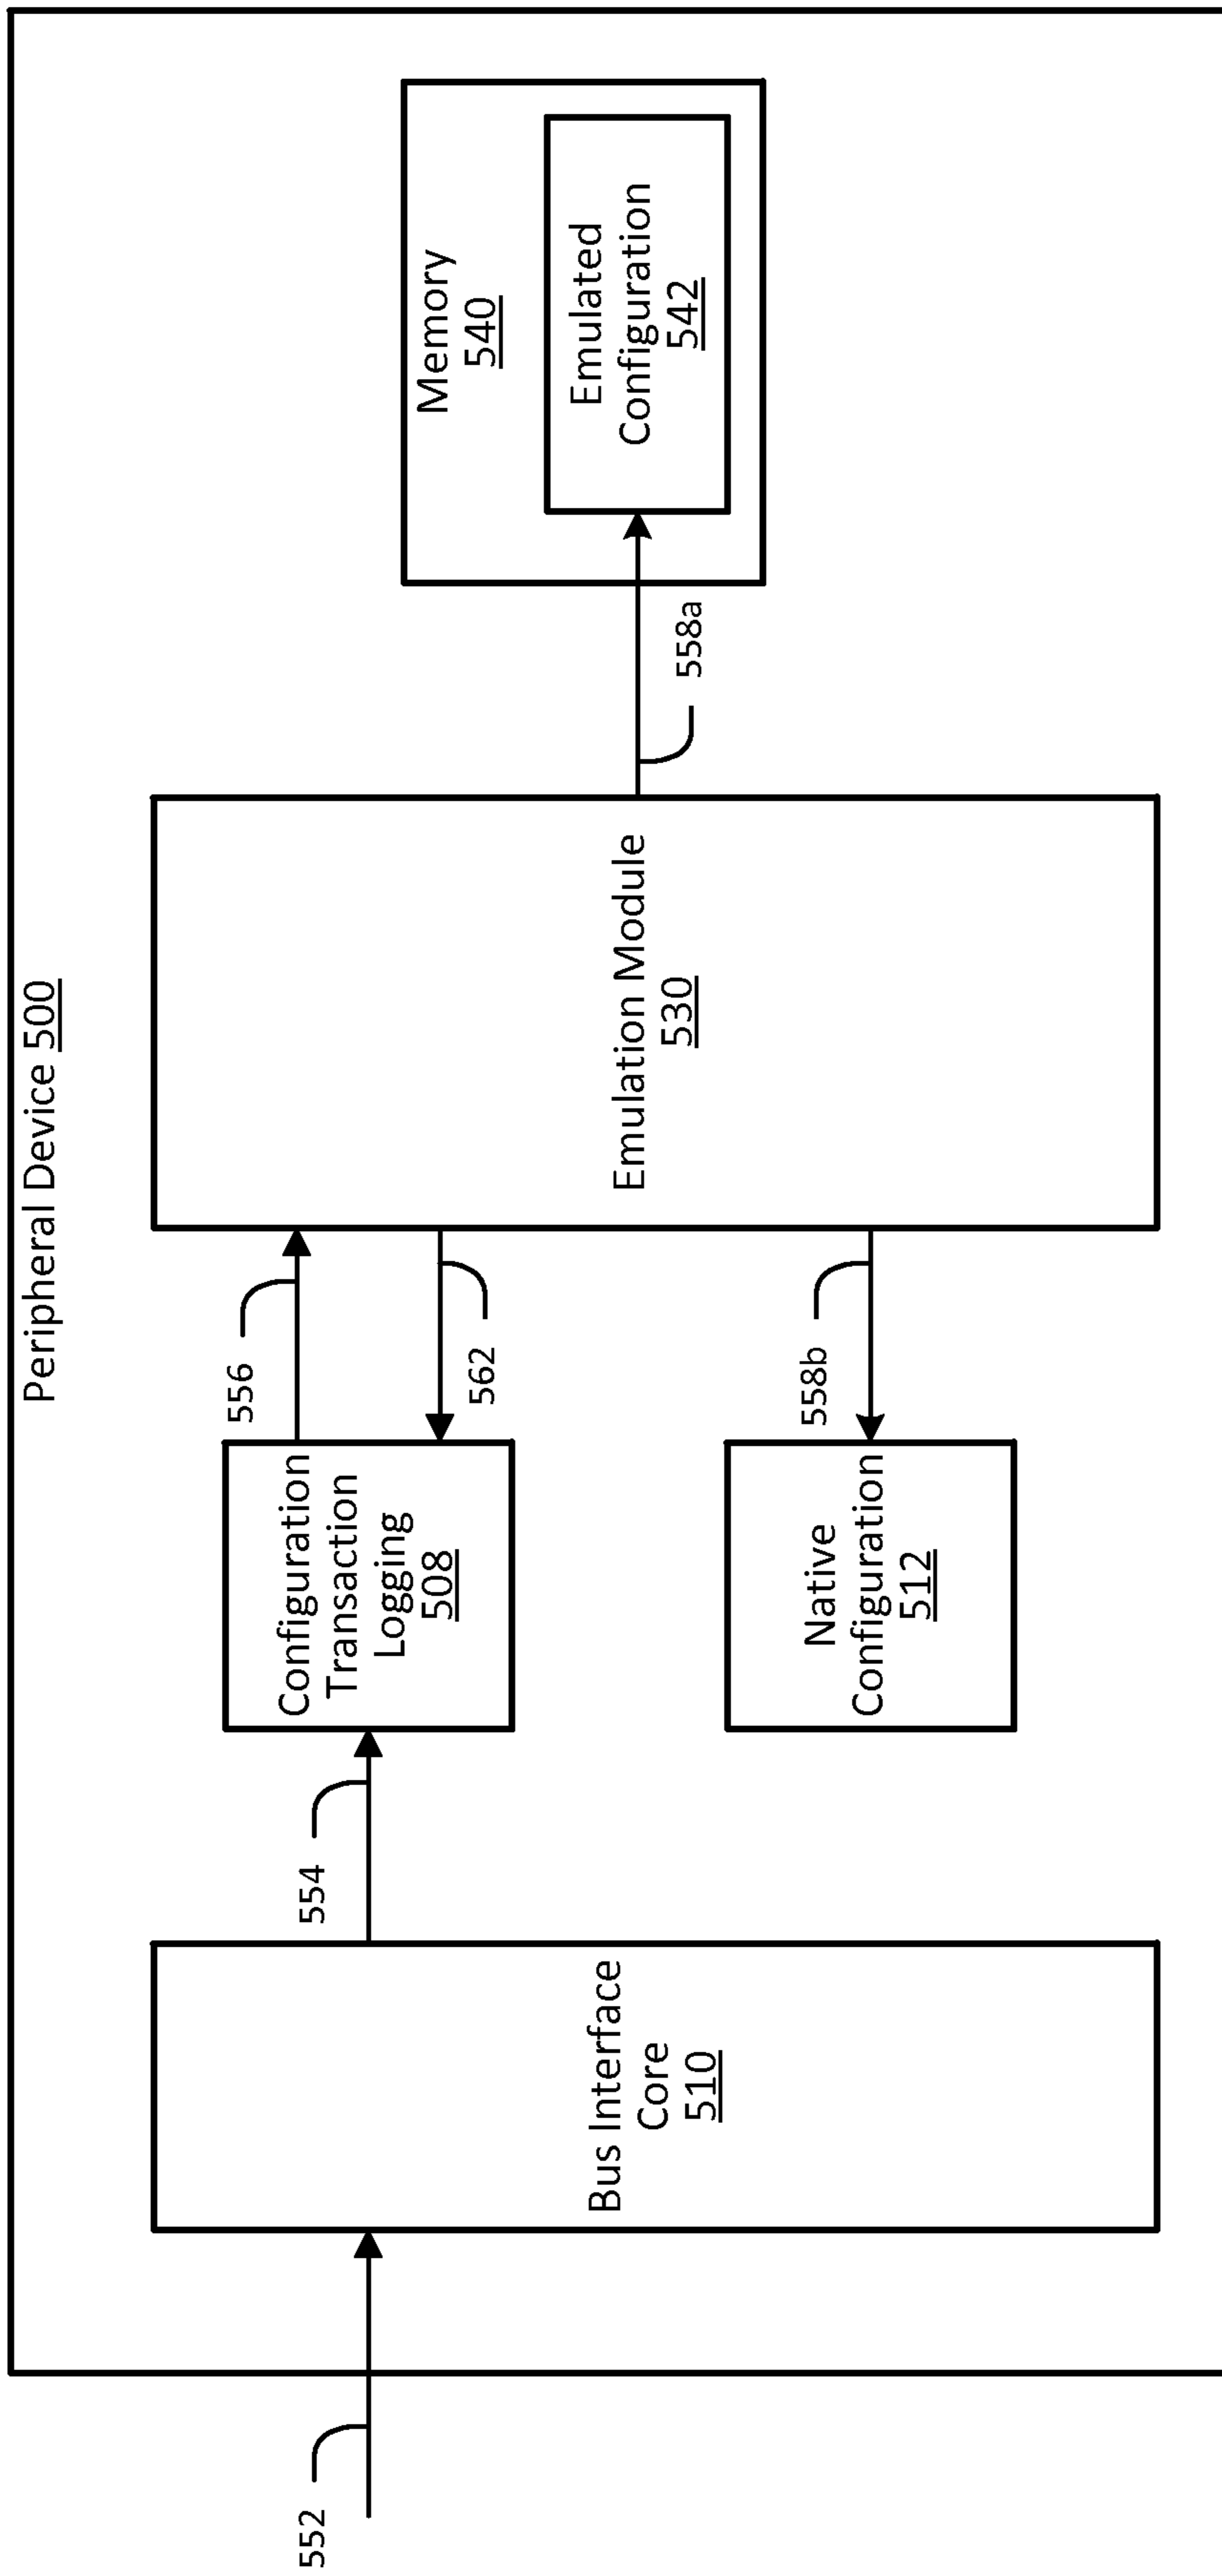 Peripheral Device 500
552
Bus Interface
Core
510
554
Configuration
Transaction
Logging
508
556
562
Native
Configuration
512
558b
Emulation Module
530
558a
Memory
540
Emulated
Configuration
542